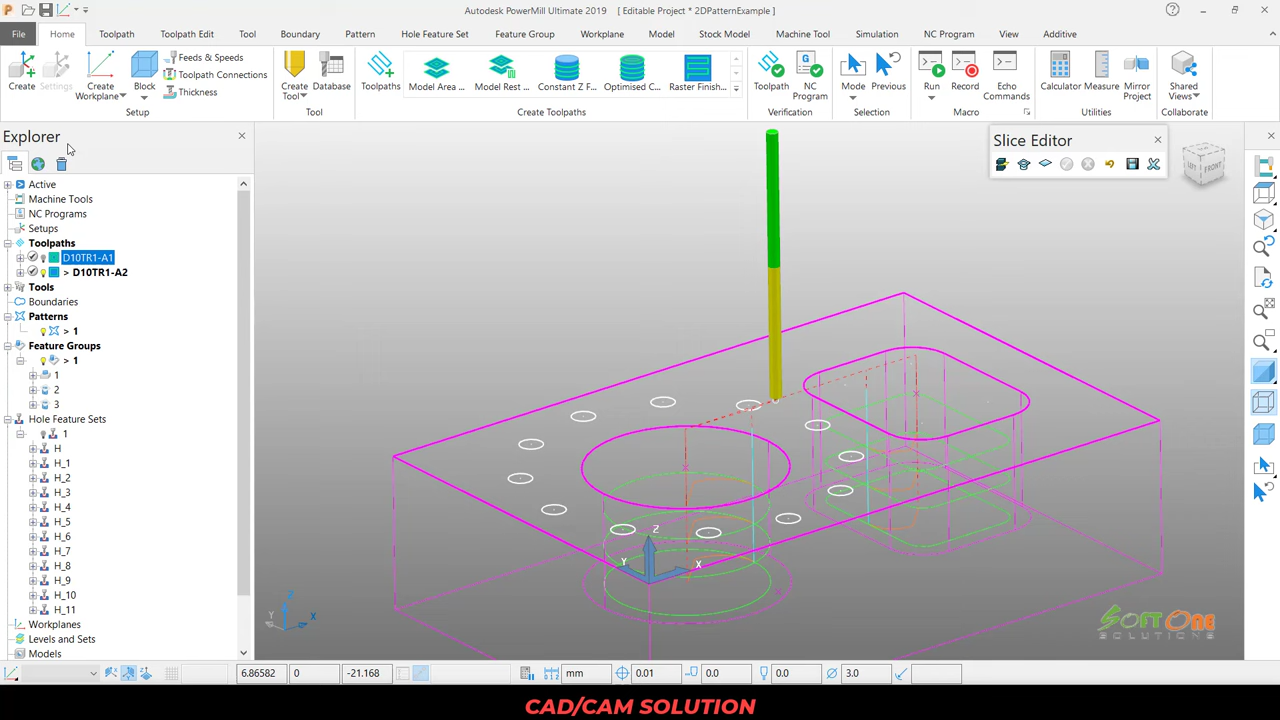 Autodesk PowerMill Ultimate 2019 [ Editable Project * 2DPatternExample ]
File Home Toolpath Toolpath Edit Tool Boundary Pattern Hole Feature Set Feature Group Workplane Model Stock Model Machine Tool Simulation NC Program View Additive
Create Settings Create Workplane Block Feeds & Speeds Toolpath Connections Thickness Create Tool Database Toolpaths Model Area ... Model Rest ... Constant Z F... Optimised C... Raster Finish... Toolpath NC Program Mode Previous Run Record Echo Commands Calculator Measure Mirror Project Shared Views
Setup Tool Create Toolpaths Verification Selection Macro Utilities Collaborate
Explorer
Slice Editor
LEFT FRONT
Active
Machine Tools
NC Programs
Setups
Toolpaths
D10TR1-A1
> D10TR1-A2
Tools
Boundaries
Patterns
> 1
Feature Groups
> 1
1
2
3
Hole Feature Sets
1
H
H_1
H_2
H_3
H_4
H_5
H_6
H_7
H_8
H_9
H_10
H_11
Workplanes
Levels and Sets
Models
Z
Y X
Z
Y X
SOFTONE
SOLUTIONS
6.86582 0 -21.168 mm 0.01 0.0 0.0 3.0
CAD/CAM SOLUTION